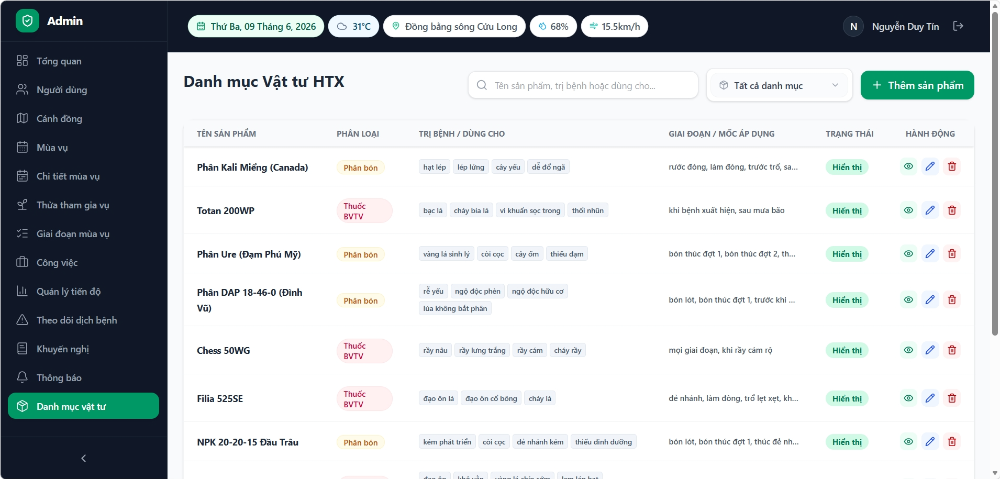 Admin
Thứ Ba, 09 Tháng 6, 2026
31°C
Đồng bằng sông Cửu Long
68%
15.5km/h
N
Nguyễn Duy Tín
Tổng quan
Người dùng
Cánh đồng
Mùa vụ
Chi tiết mùa vụ
Thửa tham gia vụ
Giai đoạn mùa vụ
Công việc
Quản lý tiến độ
Theo dõi dịch bệnh
Khuyến nghị
Thông báo
Danh mục vật tư
Danh mục Vật tư HTX
Tên sản phẩm, trị bệnh hoặc dùng cho...
Tất cả danh mục
Thêm sản phẩm
TÊN SẢN PHẨM PHÂN LOẠI TRỊ BỆNH / DÙNG CHO GIAI ĐOẠN / MỐC ÁP DỤNG TRẠNG THÁI HÀNH ĐỘNG
Phân Kali Miểng (Canada) Phân bón hạt lép lép lửng cây yếu dễ đổ ngã rước đòng, làm đòng, trước trổ, sa... Hiển thị
Totan 200WP Thuốc BVTV bạc lá cháy bìa lá vi khuẩn sọc trong thối nhũn khi bệnh xuất hiện, sau mưa bão Hiển thị
Phân Ure (Đạm Phú Mỹ) Phân bón vàng lá sinh lý còi cọc cây ốm thiếu đạm bón thúc đợt 1, bón thúc đợt 2, th... Hiển thị
Phân DAP 18-46-0 (Đình Vũ) Phân bón rễ yếu ngộ độc phèn ngộ độc hữu cơ lúa không bắt phân bón lót, bón thúc đợt 1, trước khi ... Hiển thị
Chess 50WG Thuốc BVTV rầy nâu rầy lưng trắng rầy cám cháy rầy mọi giai đoạn, khi rầy cám rộ Hiển thị
Filia 525SE Thuốc BVTV đạo ôn lá đạo ôn cổ bông cháy lá đẻ nhánh, làm đòng, trổ lẹt xẹt, kh... Hiển thị
NPK 20-20-15 Đầu Trâu Phân bón kém phát triển còi cọc đẻ nhánh kém thiếu dinh dưỡng bón lót, bón thúc đợt 1, thúc đẻ nh... Hiển thị
đạo ôn khô vằn vàng lá chín sớm lem lép hạt